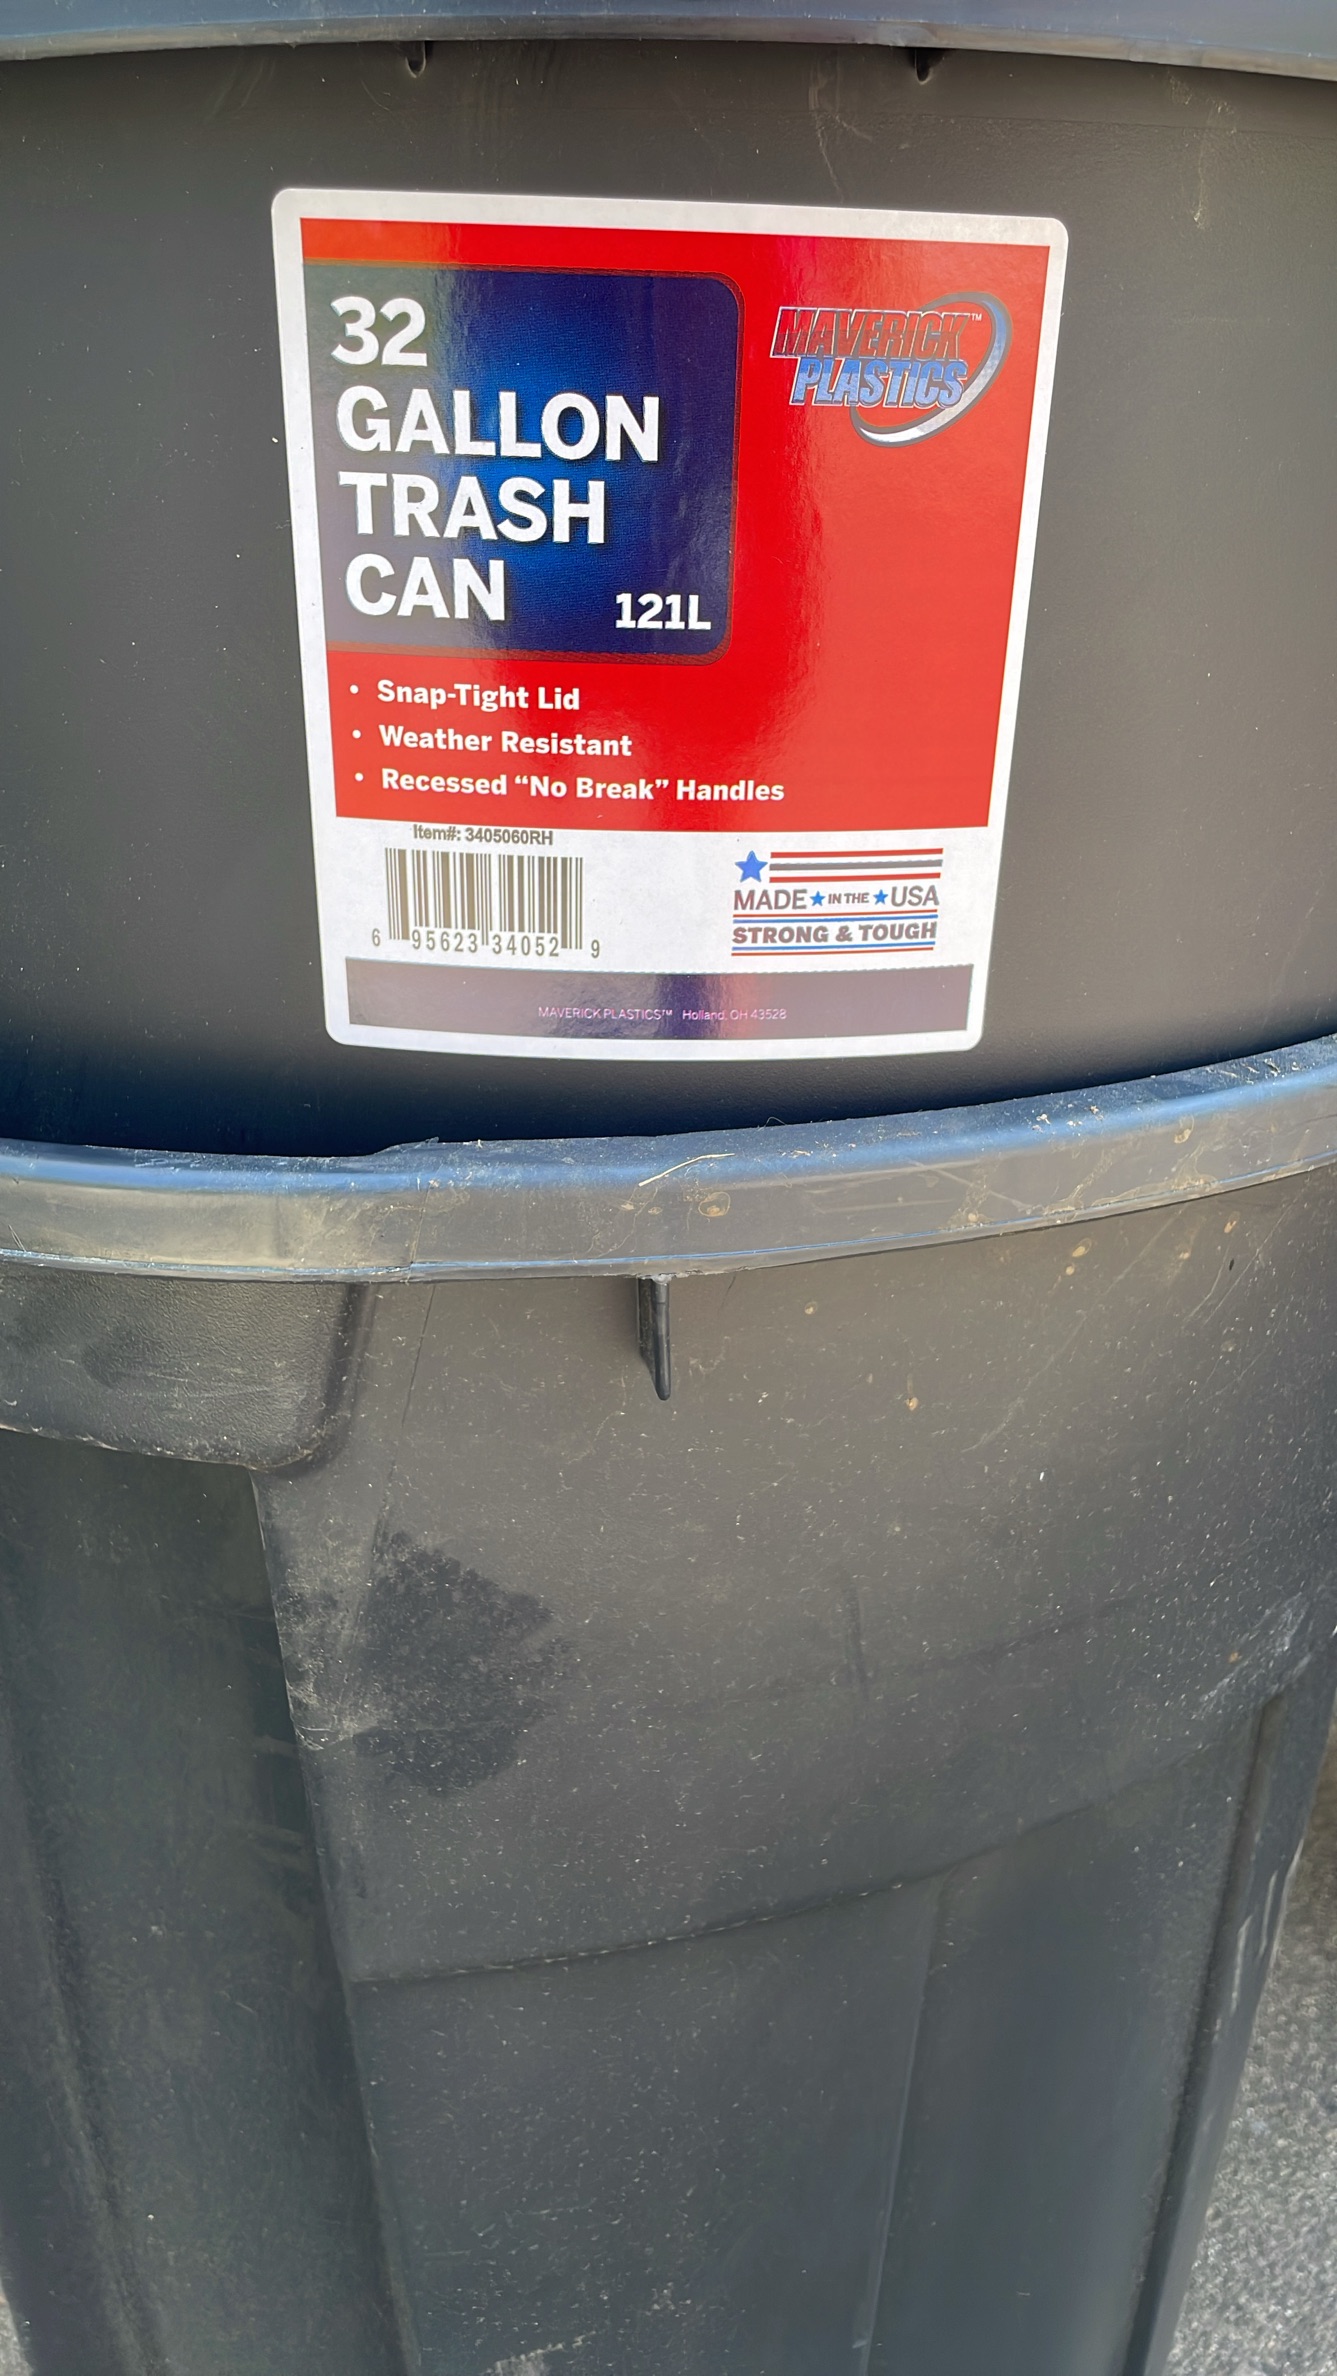 32
GALLON
TRASH
CAN
121L
MAVERICK™
PLASTICS
• Snap-Tight Lid
• Weather Resistant
• Recessed “No Break” Handles
Item#: 3405060RH
6 95623 34052 9
MADE IN THE USA
STRONG & TOUGH
MAVERICK PLASTICS™ Holland, OH 43528